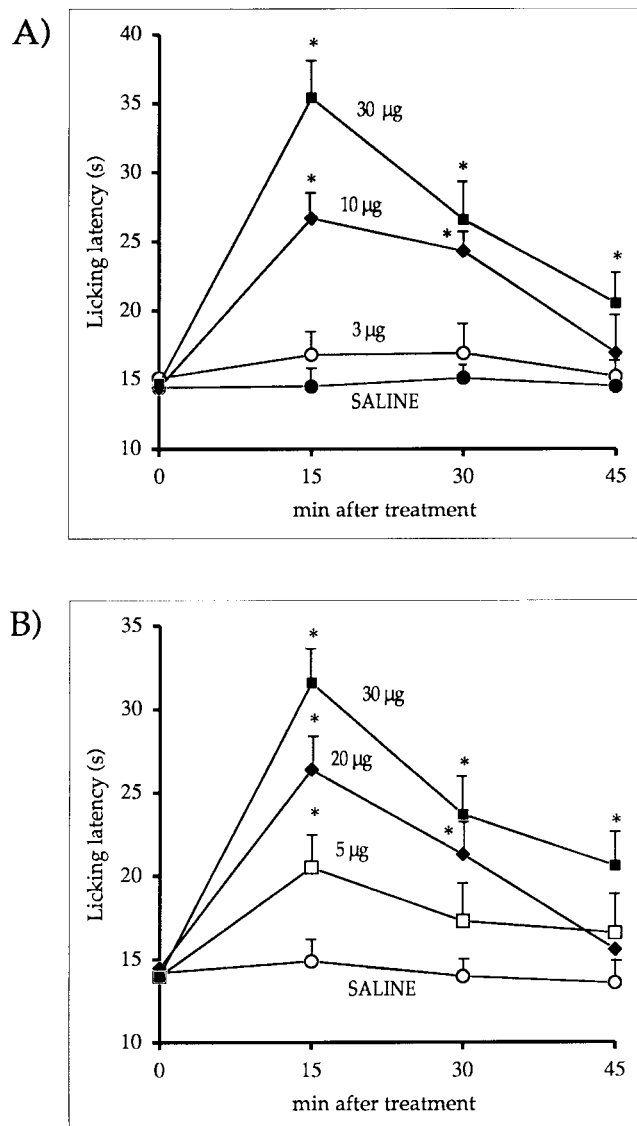 A)
40
35
30
25
20
15
10
Licking latency (s)
*
30 µg
*
10 µg
*
*
*
3 µg
SALINE
0 15 30 45
min after treatment
B)
35
30
25
20
15
10
Licking latency (s)
*
30 µg
*
20 µg
*
*
*
*
5 µg
SALINE
0 15 30 45
min after treatment